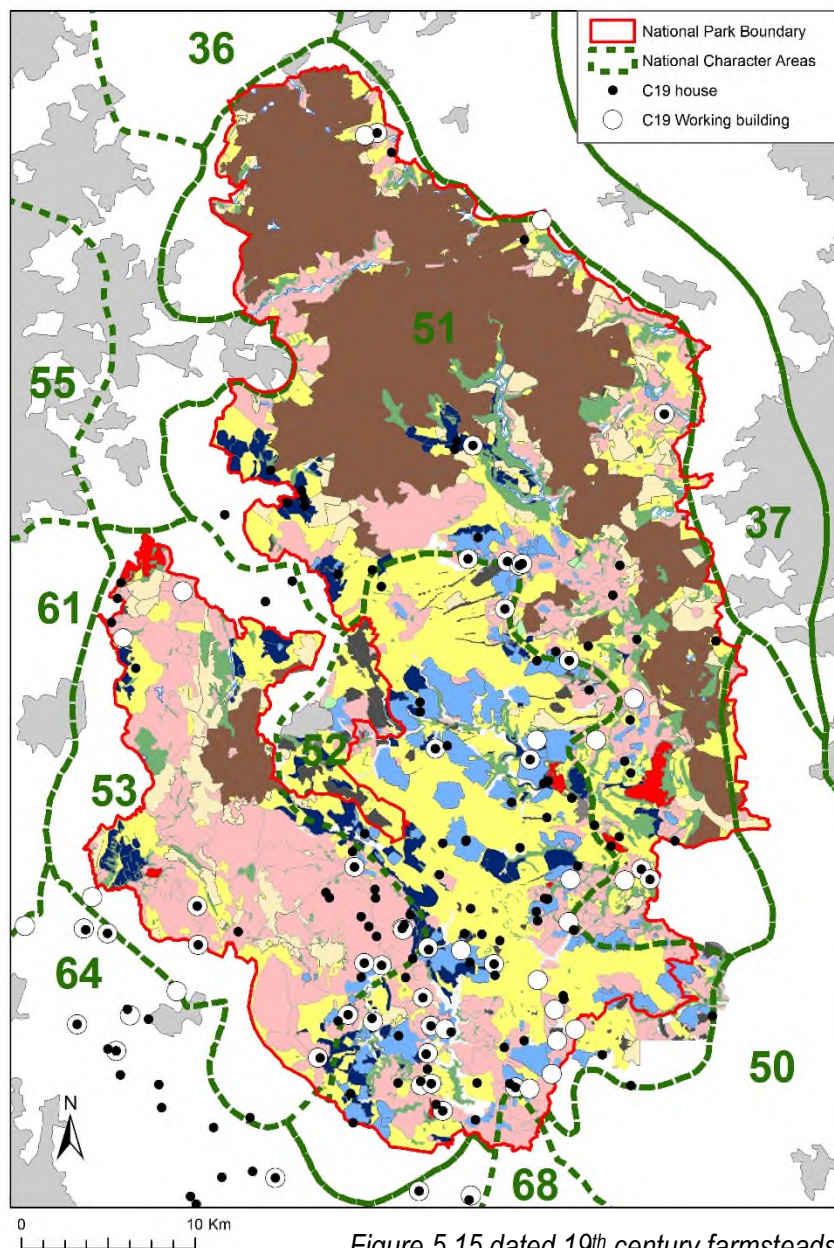 National Park Boundary
National Character Areas
C19 house
C19 Working building
36
51
55
37
61
52
53
64
50
68
N
0 10 Km
Figure 5.15 dated 19th century farmsteads